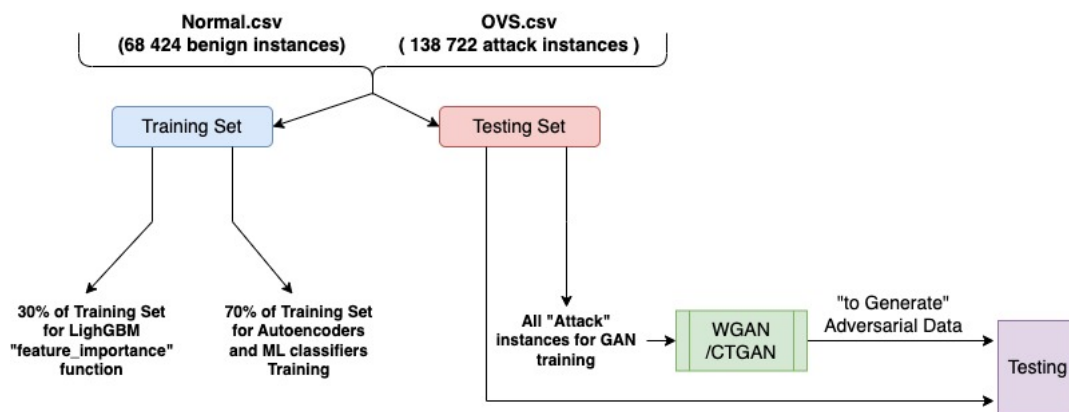 Normal.csv
(68 424 benign instances)
OVS.csv
( 138 722 attack instances )
Training Set
Testing Set
30% of Training Set
for LighGBM
"feature_importance"
function
70% of Training Set
for Autoencoders
and ML classifiers
Training
All "Attack"
instances for GAN
training
WGAN
/CTGAN
"to Generate"
Adversarial Data
Testing